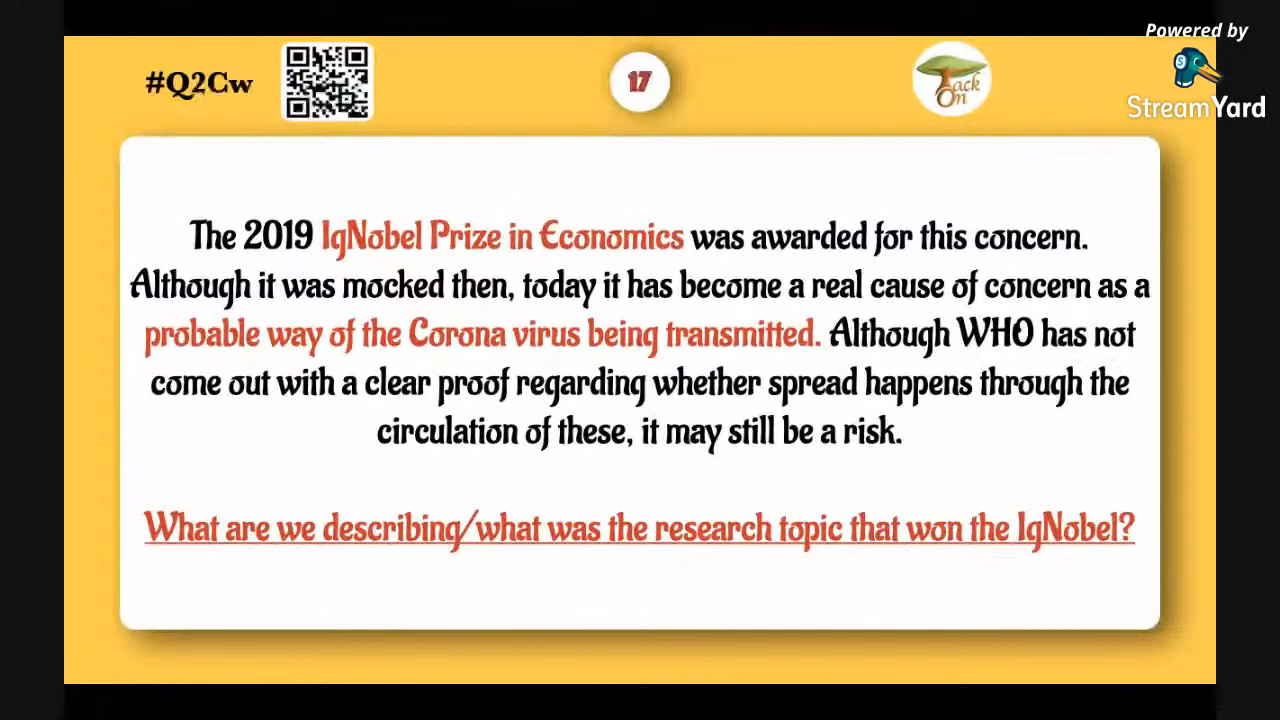 Powered by
StreamYard
#Q2Cw
17
Tack
On
The 2019 IgNobel Prize in Economics was awarded for this concern.
Although it was mocked then, today it has become a real cause of concern as a
probable way of the Corona virus being transmitted. Although WHO has not
come out with a clear proof regarding whether spread happens through the
circulation of these, it may still be a risk.
What are we describing/what was the research topic that won the IgNobel?